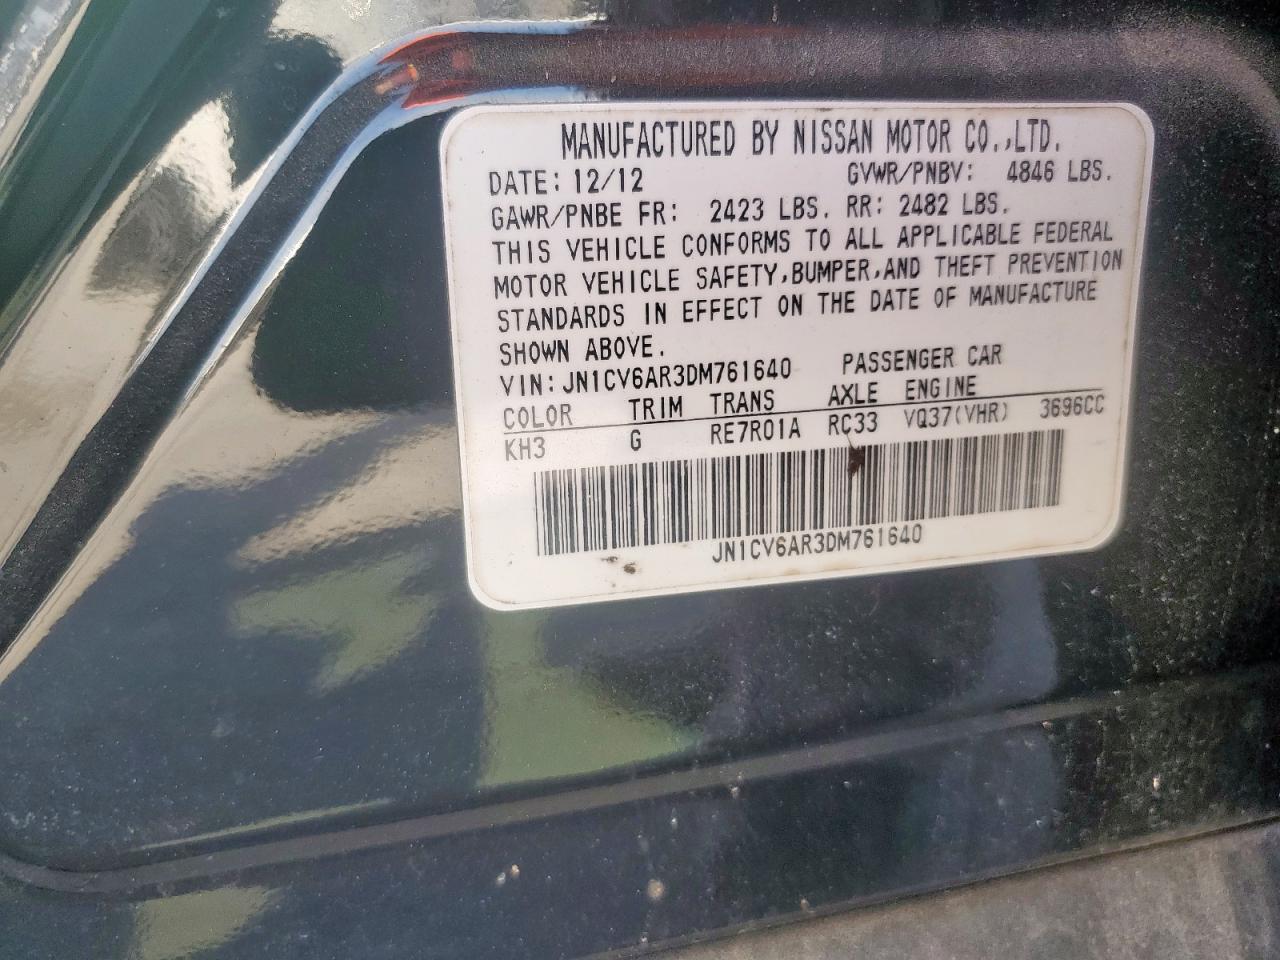 MANUFACTURED BY NISSAN MOTOR CO.,LTD.
DATE: 12/12 GVWR/PNBV: 4846 LBS.
GAWR/PNBE FR: 2423 LBS. RR: 2482 LBS.
THIS VEHICLE CONFORMS TO ALL APPLICABLE FEDERAL
MOTOR VEHICLE SAFETY,BUMPER,AND THEFT PREVENTION
STANDARDS IN EFFECT ON THE DATE OF MANUFACTURE
SHOWN ABOVE.
VIN: JN1CV6AR3DM761640 PASSENGER CAR
COLOR TRIM TRANS AXLE ENGINE
KH3 G RE7R01A RC33 VQ37(VHR) 3696CC
JN1CV6AR3DM761640